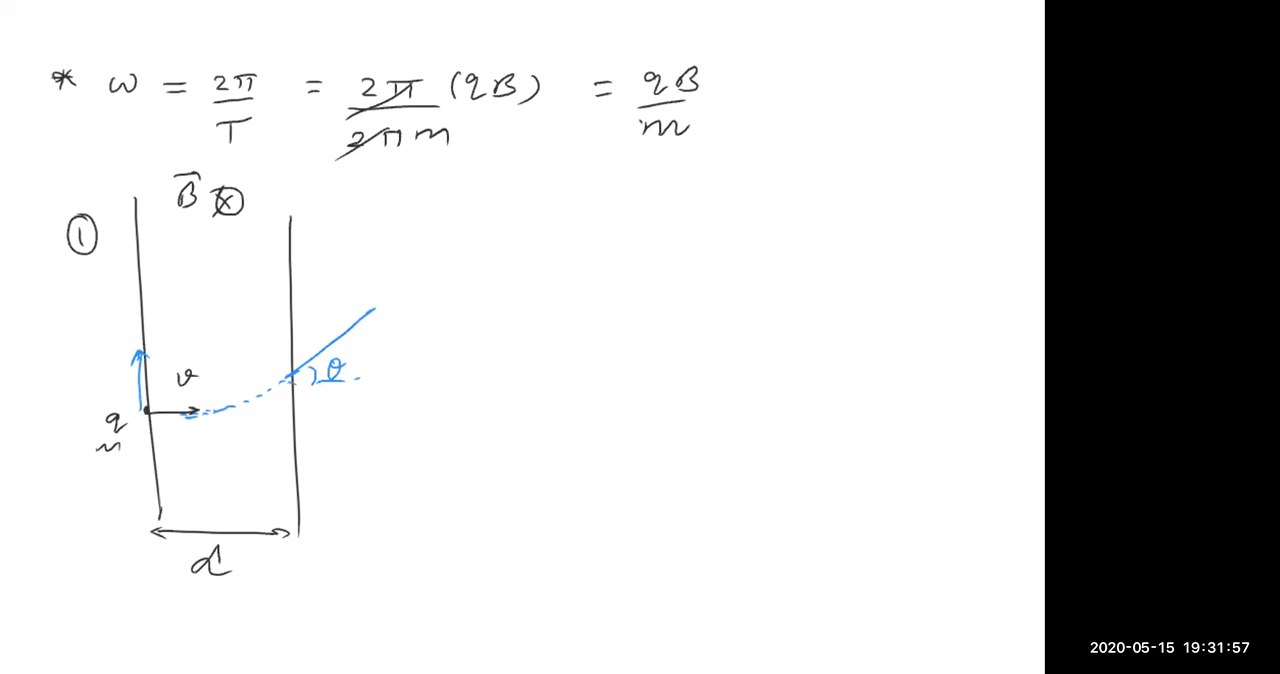 * ω = 2π/T = 2π/2πm (qB) = qB/m
B ⊗
①
v
θ
q
m
d
2020-05-15 19:31:57